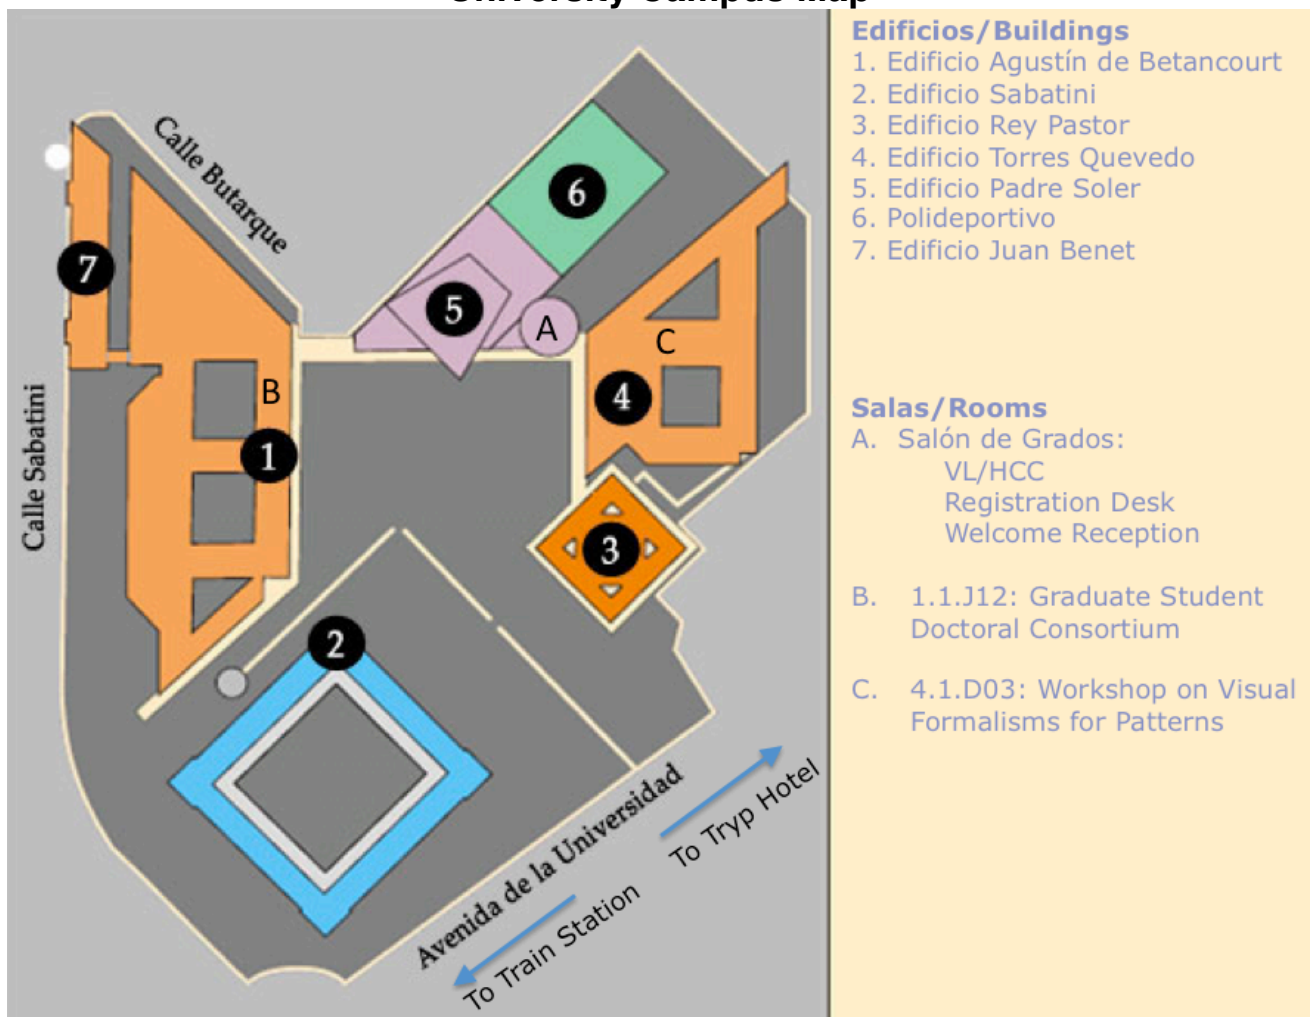 University Campus Map
Calle Butarque
Calle Sabatini
7
6
5
A
C
4
B
1
3
2
Avenida de la Universidad
To Tryp Hotel
To Train Station
Edificios/Buildings
1. Edificio Agustín de Betancourt
2. Edificio Sabatini
3. Edificio Rey Pastor
4. Edificio Torres Quevedo
5. Edificio Padre Soler
6. Polideportivo
7. Edificio Juan Benet
Salas/Rooms
A. Salón de Grados:
VL/HCC
Registration Desk
Welcome Reception
B. 1.1.J12: Graduate Student
Doctoral Consortium
C. 4.1.D03: Workshop on Visual
Formalisms for Patterns